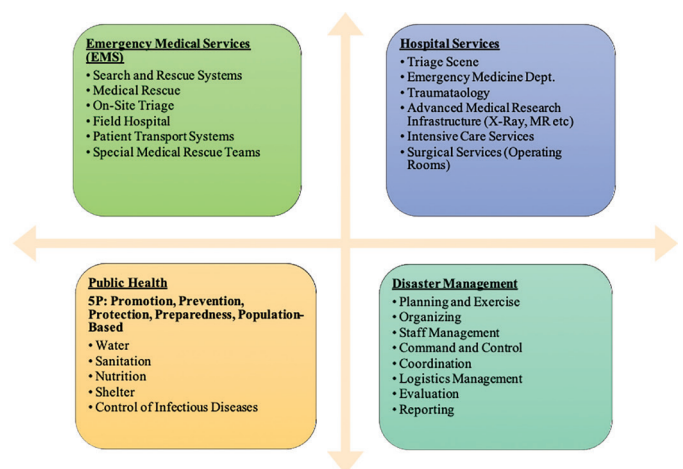 Emergency Medical Services
(EMS)
• Search and Rescue Systems
• Medical Rescue
• On-Site Triage
• Field Hospital
• Patient Transport Systems
• Special Medical Rescue Teams
Hospital Services
• Triage Scene
• Emergency Medicine Dept.
• Traumataology
• Advanced Medical Research
Infrastructure (X-Ray, MR etc)
• Intensive Care Services
• Surgical Services (Operating
Rooms)
Public Health
5P: Promotion, Prevention,
Protection, Preparedness, Population-
Based
• Water
• Sanitation
• Nutrition
• Shelter
• Control of Infectious Diseases
Disaster Management
• Planning and Exercise
• Organizing
• Staff Management
• Command and Control
• Coordination
• Logistics Management
• Evaluation
• Reporting